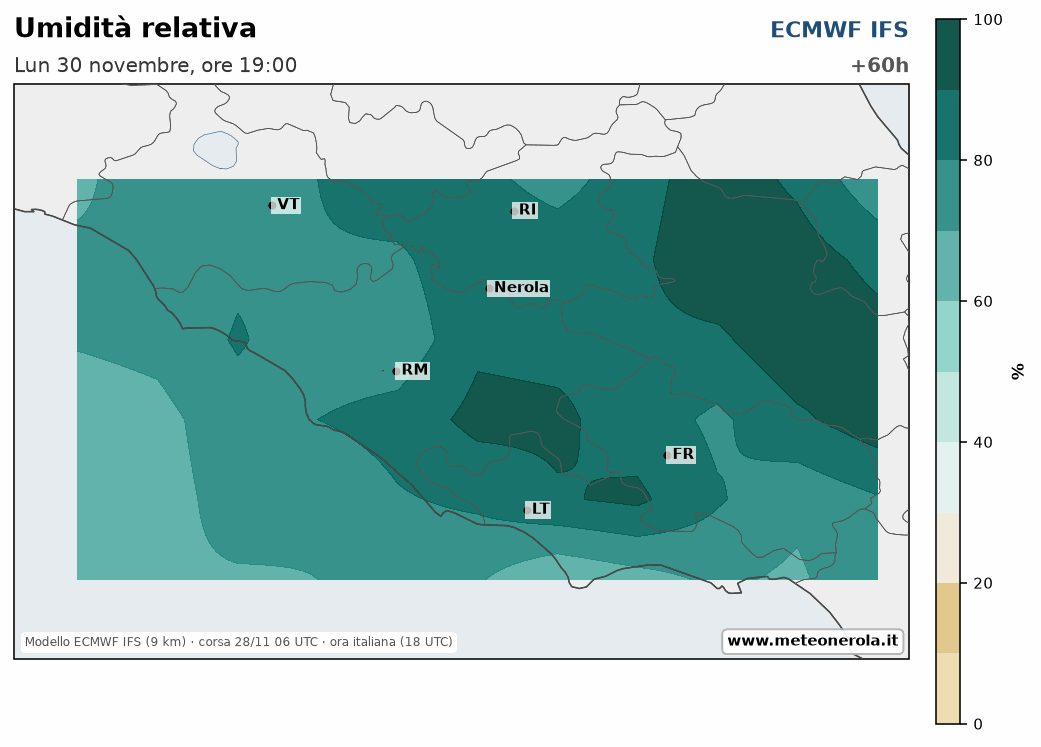 Umidità relativa
ECMWF IFS
Lun 30 novembre, ore 19:00
+60h
100
80
60
40
20
0
%
VT
RI
Nerola
RM
FR
LT
Modello ECMWF IFS (9 km) · corsa 28/11 06 UTC · ora italiana (18 UTC)
www.meteonerola.it